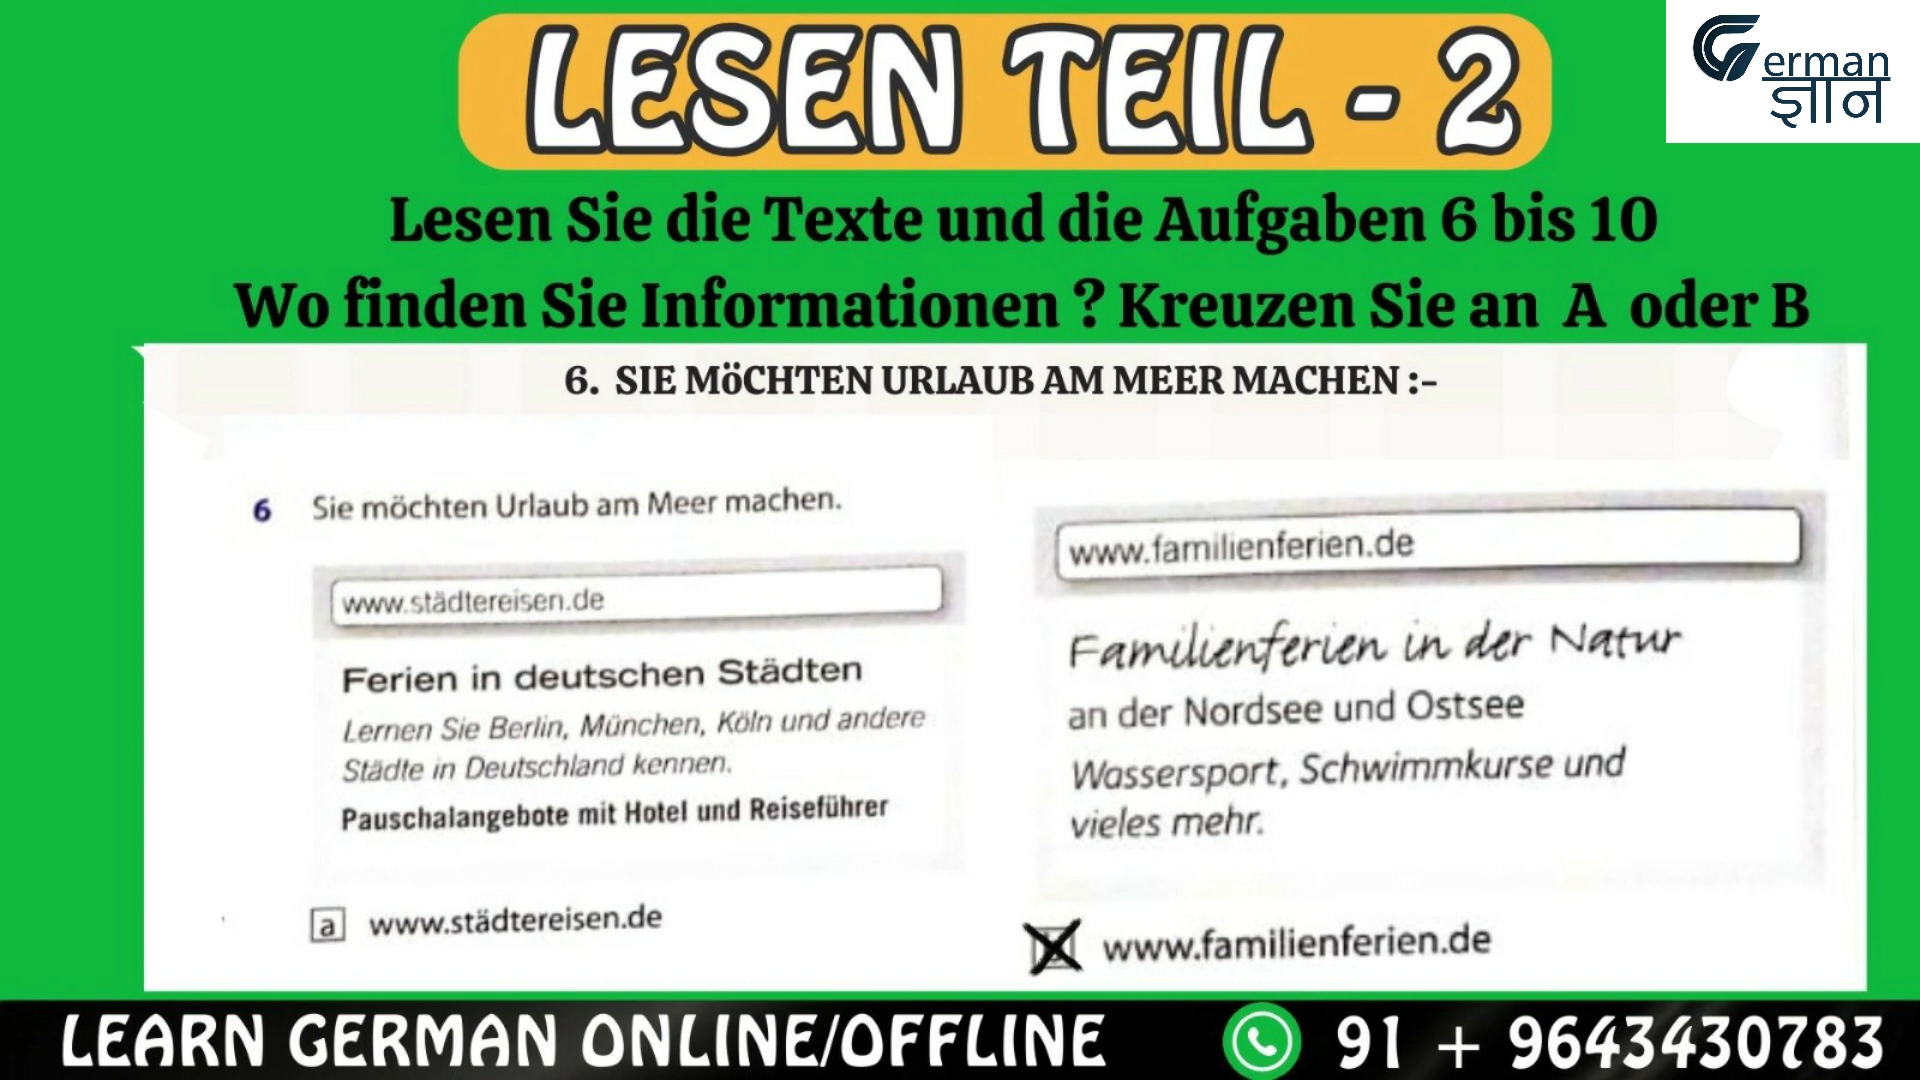 LESEN TEIL - 2
German
ज्ञान
Lesen Sie die Texte und die Aufgaben 6 bis 10
Wo finden Sie Informationen ? Kreuzen Sie an A oder B
6. SIE MöCHTEN URLAUB AM MEER MACHEN :-
6 Sie möchten Urlaub am Meer machen.
www.städtereisen.de
Ferien in deutschen Städten
Lernen Sie Berlin, München, Köln und andere
Städte in Deutschland kennen.
Pauschalangebote mit Hotel und Reiseführer
a www.städtereisen.de
www.familienferien.de
Familienferien in der Natur
an der Nordsee und Ostsee
Wassersport, Schwimmkurse und
vieles mehr.
www.familienferien.de
LEARN GERMAN ONLINE/OFFLINE
91 + 9643430783